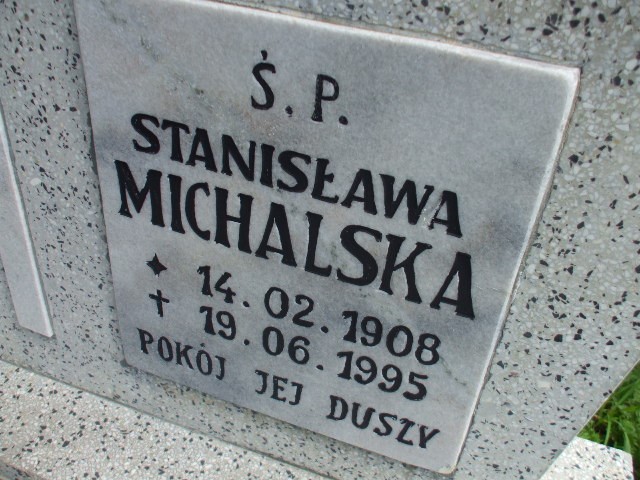 Ś. P.
STANISŁAWA
MICHALSKA
✦ 14.02.1908
✝ 19.06.1995
POKÓJ JEJ DUSZY